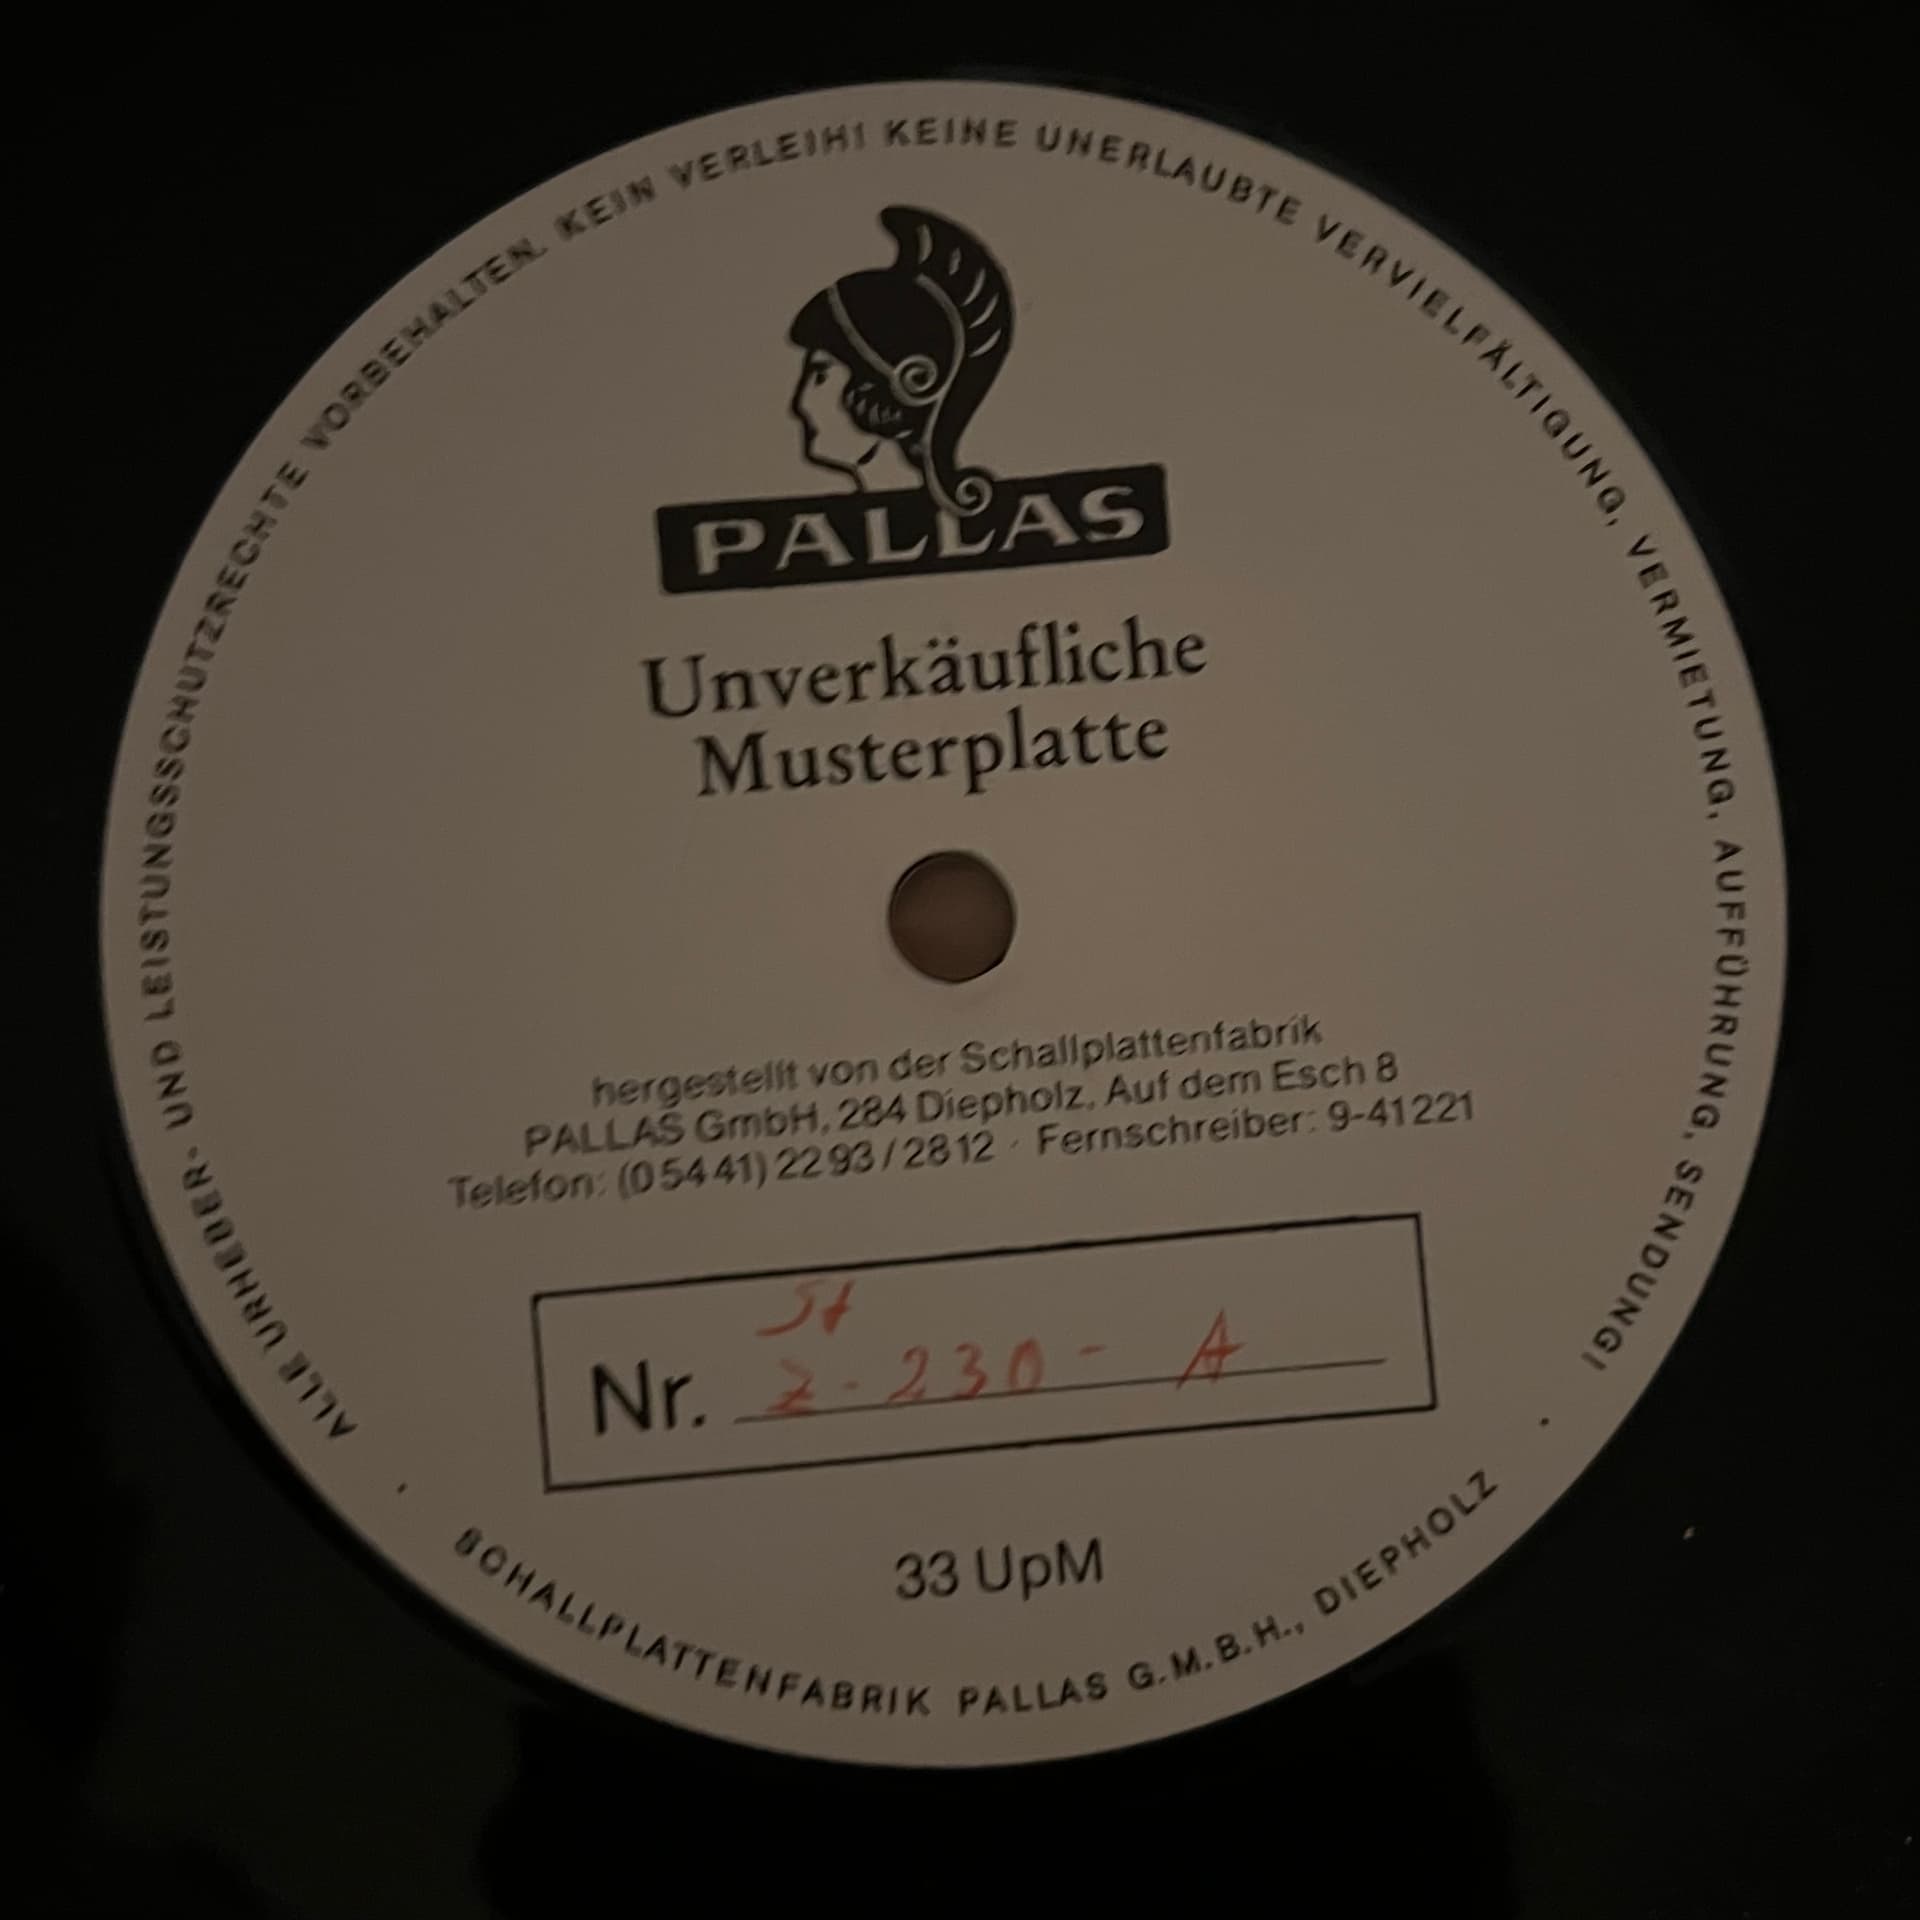 ALLE URHEBER- UND LEISTUNGSSCHUTZRECHTE VORBEHALTEN. KEIN VERLEIH! KEINE UNERLAUBTE VERVIELFÄLTIGUNG, VERMIETUNG, AUFFÜHRUNG, SENDUNG!
PALLAS
Unverkäufliche
Musterplatte
hergestellt von der Schallplattenfabrik
PALLAS GmbH, 284 Diepholz, Auf dem Esch 8
Telefon: (05441) 2293/2812 · Fernschreiber: 9-41221
St
Nr. Z-230- A
33 UpM
· SCHALLPLATTENFABRIK PALLAS G.M.B.H., DIEPHOLZ ·